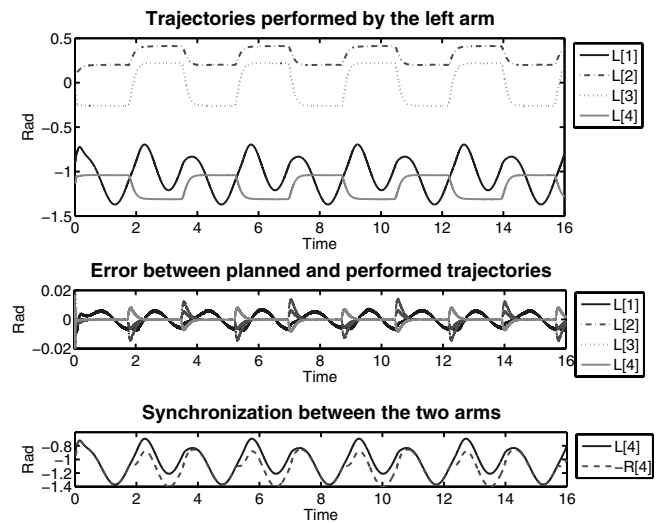 Trajectories performed by the left arm
0.5
0
−0.5
−1
−1.5
Rad
0 2 4 6 8 10 12 14 16
Time
L[1]
L[2]
L[3]
L[4]
Error between planned and performed trajectories
0.02
0
−0.02
Rad
0 2 4 6 8 10 12 14 16
Time
L[1]
L[2]
L[3]
L[4]
Synchronization between the two arms
−0.8
−1
−1.2
−1.4
Rad
0 2 4 6 8 10 12 14 16
Time
L[4]
−R[4]